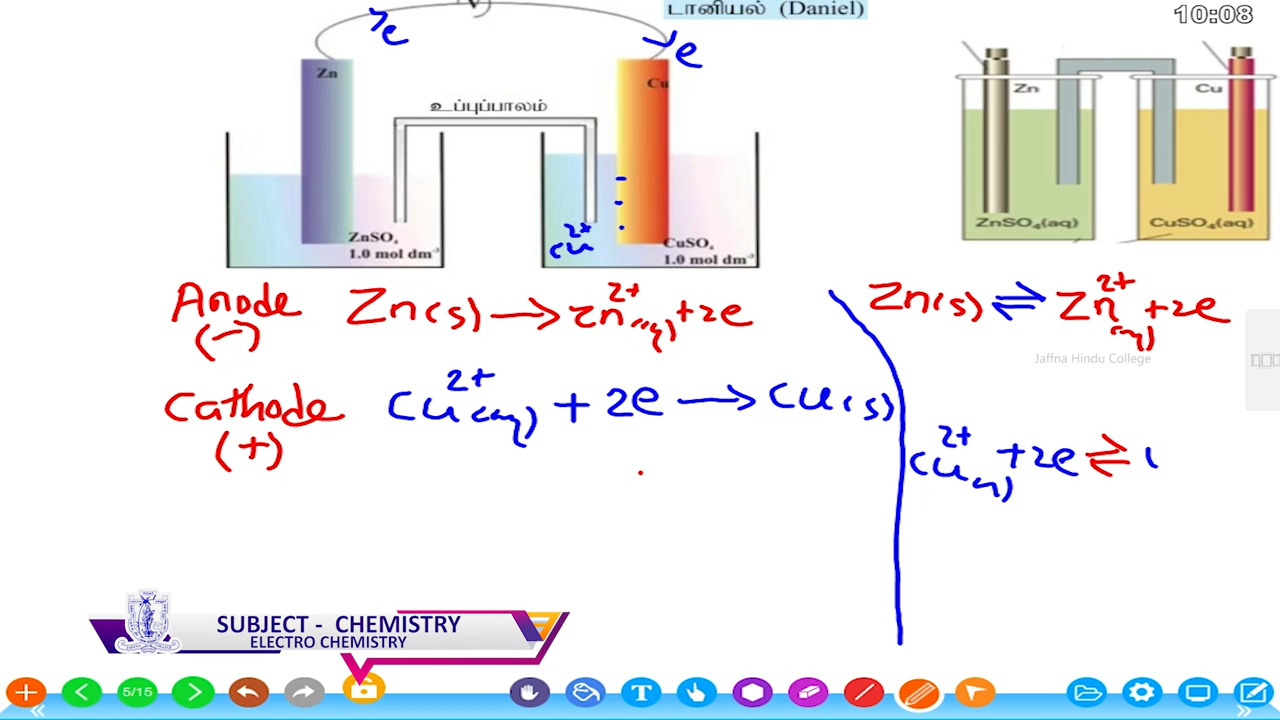 டானியல் (Daniel)
10:08
V
e
e
Zn
Cu
உப்புப்பாலம்
Zn
Cu
Cu²⁺
ZnSO₄
1.0 mol dm⁻³
CuSO₄
1.0 mol dm⁻³
ZnSO₄(aq)
CuSO₄(aq)
Anode Zn(s) → Zn²⁺(aq) + 2e
(-)
Zn(s) ⇌ Zn²⁺(aq) + 2e
Jaffna Hindu College
Cathode Cu²⁺(aq) + 2e → Cu(s)
(+)
Cu²⁺(aq) + 2e ⇌
SUBJECT - CHEMISTRY
ELECTRO CHEMISTRY
5/15
T